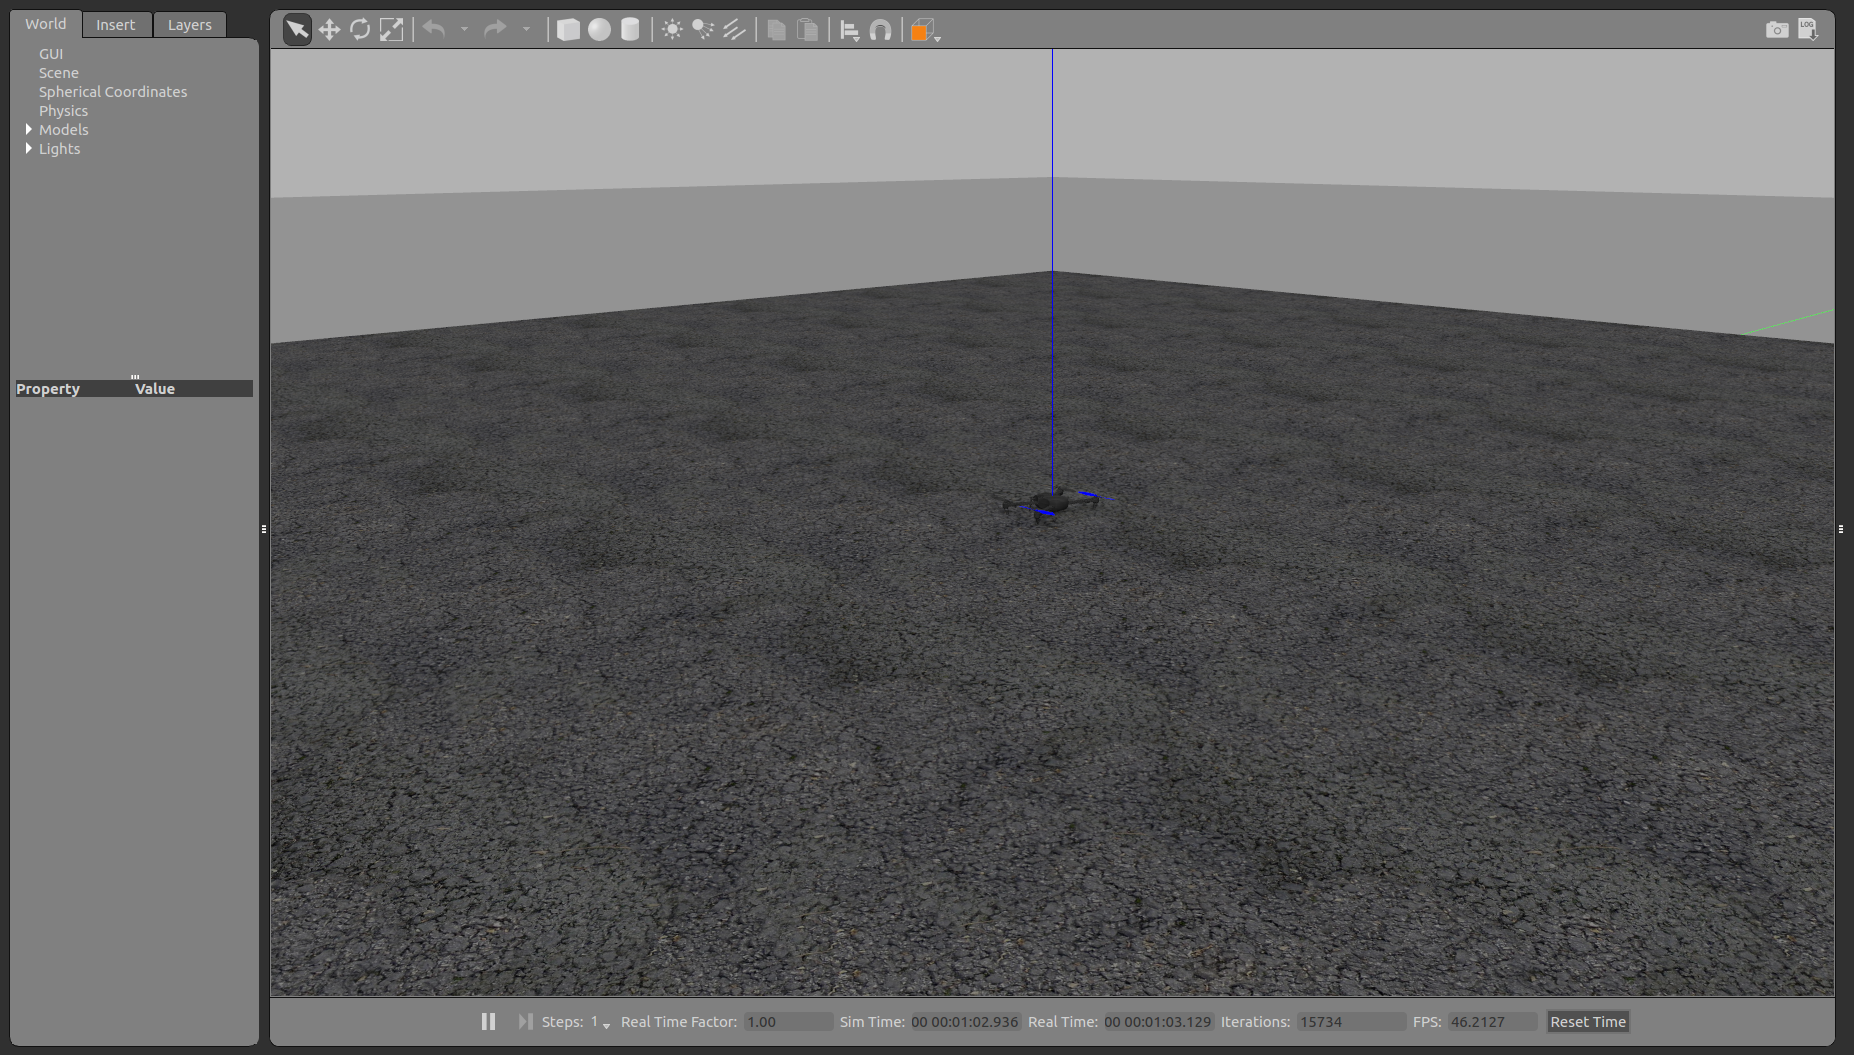 World Insert Layers
LOG
GUI
Scene
Spherical Coordinates
Physics
Models
Lights
Property Value
Steps: 1 Real Time Factor: 1.00 Sim Time: 00 00:01:02.936 Real Time: 00 00:01:03.129 Iterations: 15734 FPS: 46.2127 Reset Time